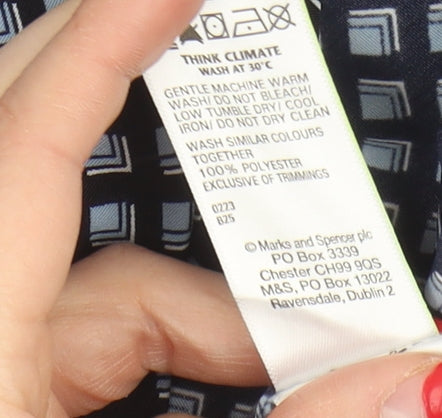 THINK CLIMATE
WASH AT 30°C
GENTLE MACHINE WARM
WASH/ DO NOT BLEACH/
LOW TUMBLE DRY/ COOL
IRON/ DO NOT DRY CLEAN
WASH SIMILAR COLOURS
TOGETHER
100% POLYESTER
EXCLUSIVE OF TRIMMINGS
0223
B25
© Marks and Spencer plc
PO Box 3339
Chester CH99 9QS
M&S, PO Box 13022
Ravensdale, Dublin 2